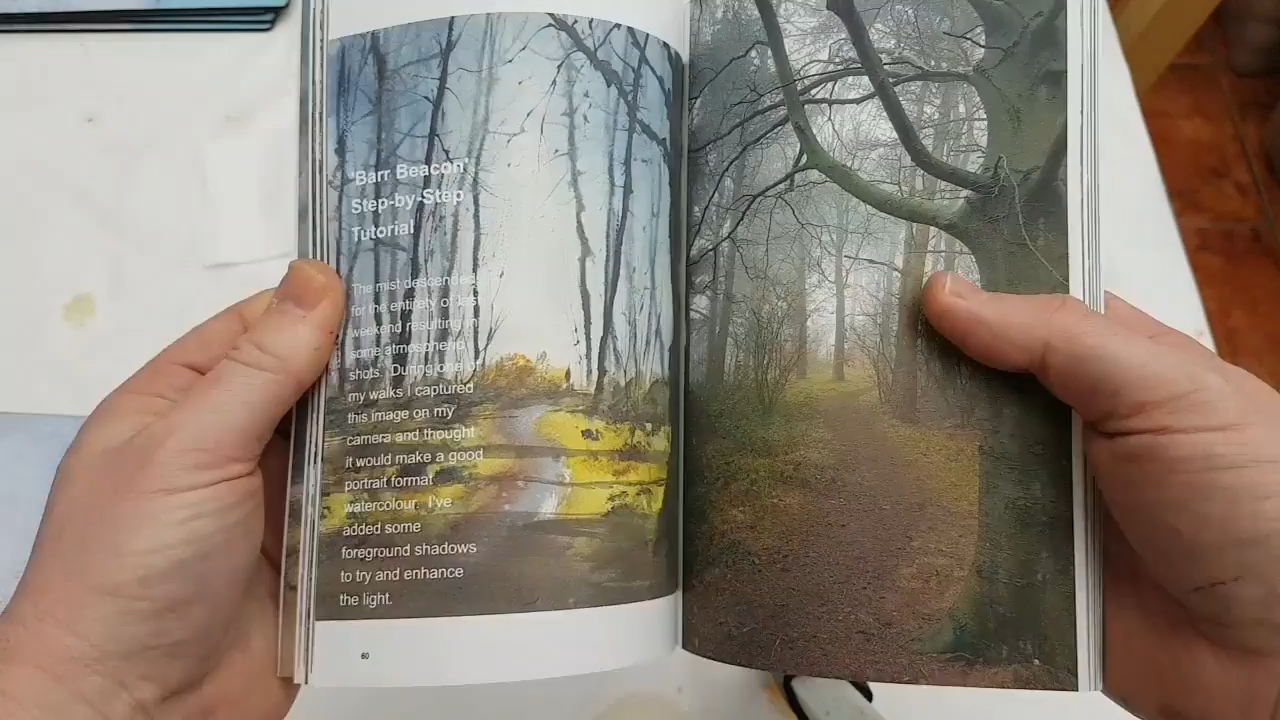 'Barr Beacon'
Step-by-Step
Tutorial
The mist descended
for the entirety of last
weekend resulting in
some atmospheric
shots. During one of
my walks I captured
this image on my
camera and thought
it would make a good
portrait format
watercolour. I've
added some
foreground shadows
to try and enhance
the light.
60